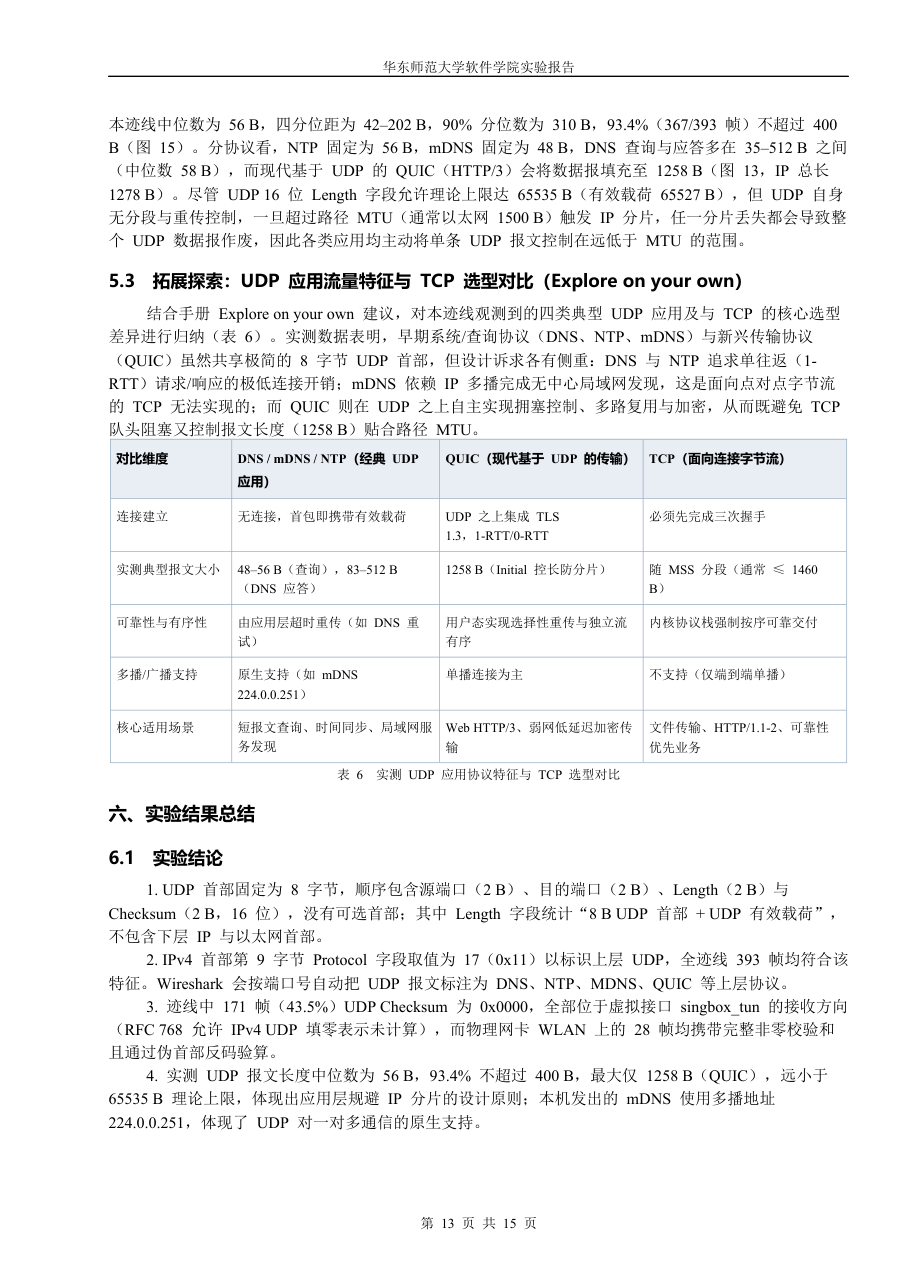 华东师范大学软件学院实验报告
本迹线中位数为 56 B，四分位距为 42–202 B，90% 分位数为 310 B，93.4%（367/393 帧）不超过 400
B（图 15）。分协议看，NTP 固定为 56 B，mDNS 固定为 48 B，DNS 查询与应答多在 35–512 B 之间
（中位数 58 B），而现代基于 UDP 的 QUIC（HTTP/3）会将数据报填充至 1258 B（图 13，IP 总长
1278 B）。尽管 UDP 16 位 Length 字段允许理论上限达 65535 B（有效载荷 65527 B），但 UDP 自身
无分段与重传控制，一旦超过路径 MTU（通常以太网 1500 B）触发 IP 分片，任一分片丢失都会导致整
个 UDP 数据报作废，因此各类应用均主动将单条 UDP 报文控制在远低于 MTU 的范围。
5.3 拓展探索：UDP 应用流量特征与 TCP 选型对比（Explore on your own）
结合手册 Explore on your own 建议，对本迹线观测到的四类典型 UDP 应用及与 TCP 的核心选型
差异进行归纳（表 6）。实测数据表明，早期系统/查询协议（DNS、NTP、mDNS）与新兴传输协议
（QUIC）虽然共享极简的 8 字节 UDP 首部，但设计诉求各有侧重：DNS 与 NTP 追求单往返（1-
RTT）请求/响应的极低连接开销；mDNS 依赖 IP 多播完成无中心局域网发现，这是面向点对点字节流
的 TCP 无法实现的；而 QUIC 则在 UDP 之上自主实现拥塞控制、多路复用与加密，从而既避免 TCP
队头阻塞又控制报文长度（1258 B）贴合路径 MTU。
对比维度 DNS / mDNS / NTP（经典 UDP QUIC（现代基于 UDP 的传输） TCP（面向连接字节流）
应用）
连接建立 无连接，首包即携带有效载荷 UDP 之上集成 TLS 必须先完成三次握手
1.3，1-RTT/0-RTT
实测典型报文大小 48–56 B（查询），83–512 B 1258 B（Initial 控长防分片） 随 MSS 分段（通常 ≤ 1460
（DNS 应答） B）
可靠性与有序性 由应用层超时重传（如 DNS 重 用户态实现选择性重传与独立流 内核协议栈强制按序可靠交付
试） 有序
多播/广播支持 原生支持（如 mDNS 单播连接为主 不支持（仅端到端单播）
224.0.0.251）
核心适用场景 短报文查询、时间同步、局域网服 Web HTTP/3、弱网低延迟加密传 文件传输、HTTP/1.1-2、可靠性
务发现 输 优先业务
表 6 实测 UDP 应用协议特征与 TCP 选型对比
六、实验结果总结
6.1 实验结论
1. UDP 首部固定为 8 字节，顺序包含源端口（2 B）、目的端口（2 B）、Length（2 B）与
Checksum（2 B，16 位），没有可选首部；其中 Length 字段统计“8 B UDP 首部 + UDP 有效载荷”，
不包含下层 IP 与以太网首部。
2. IPv4 首部第 9 字节 Protocol 字段取值为 17（0x11）以标识上层 UDP，全迹线 393 帧均符合该
特征。Wireshark 会按端口号自动把 UDP 报文标注为 DNS、NTP、MDNS、QUIC 等上层协议。
3. 迹线中 171 帧（43.5%）UDP Checksum 为 0x0000，全部位于虚拟接口 singbox_tun 的接收方向
（RFC 768 允许 IPv4 UDP 填零表示未计算），而物理网卡 WLAN 上的 28 帧均携带完整非零校验和
且通过伪首部反码验算。
4. 实测 UDP 报文长度中位数为 56 B，93.4% 不超过 400 B，最大仅 1258 B（QUIC），远小于
65535 B 理论上限，体现出应用层规避 IP 分片的设计原则；本机发出的 mDNS 使用多播地址
224.0.0.251，体现了 UDP 对一对多通信的原生支持。
第 13 页 共 15 页